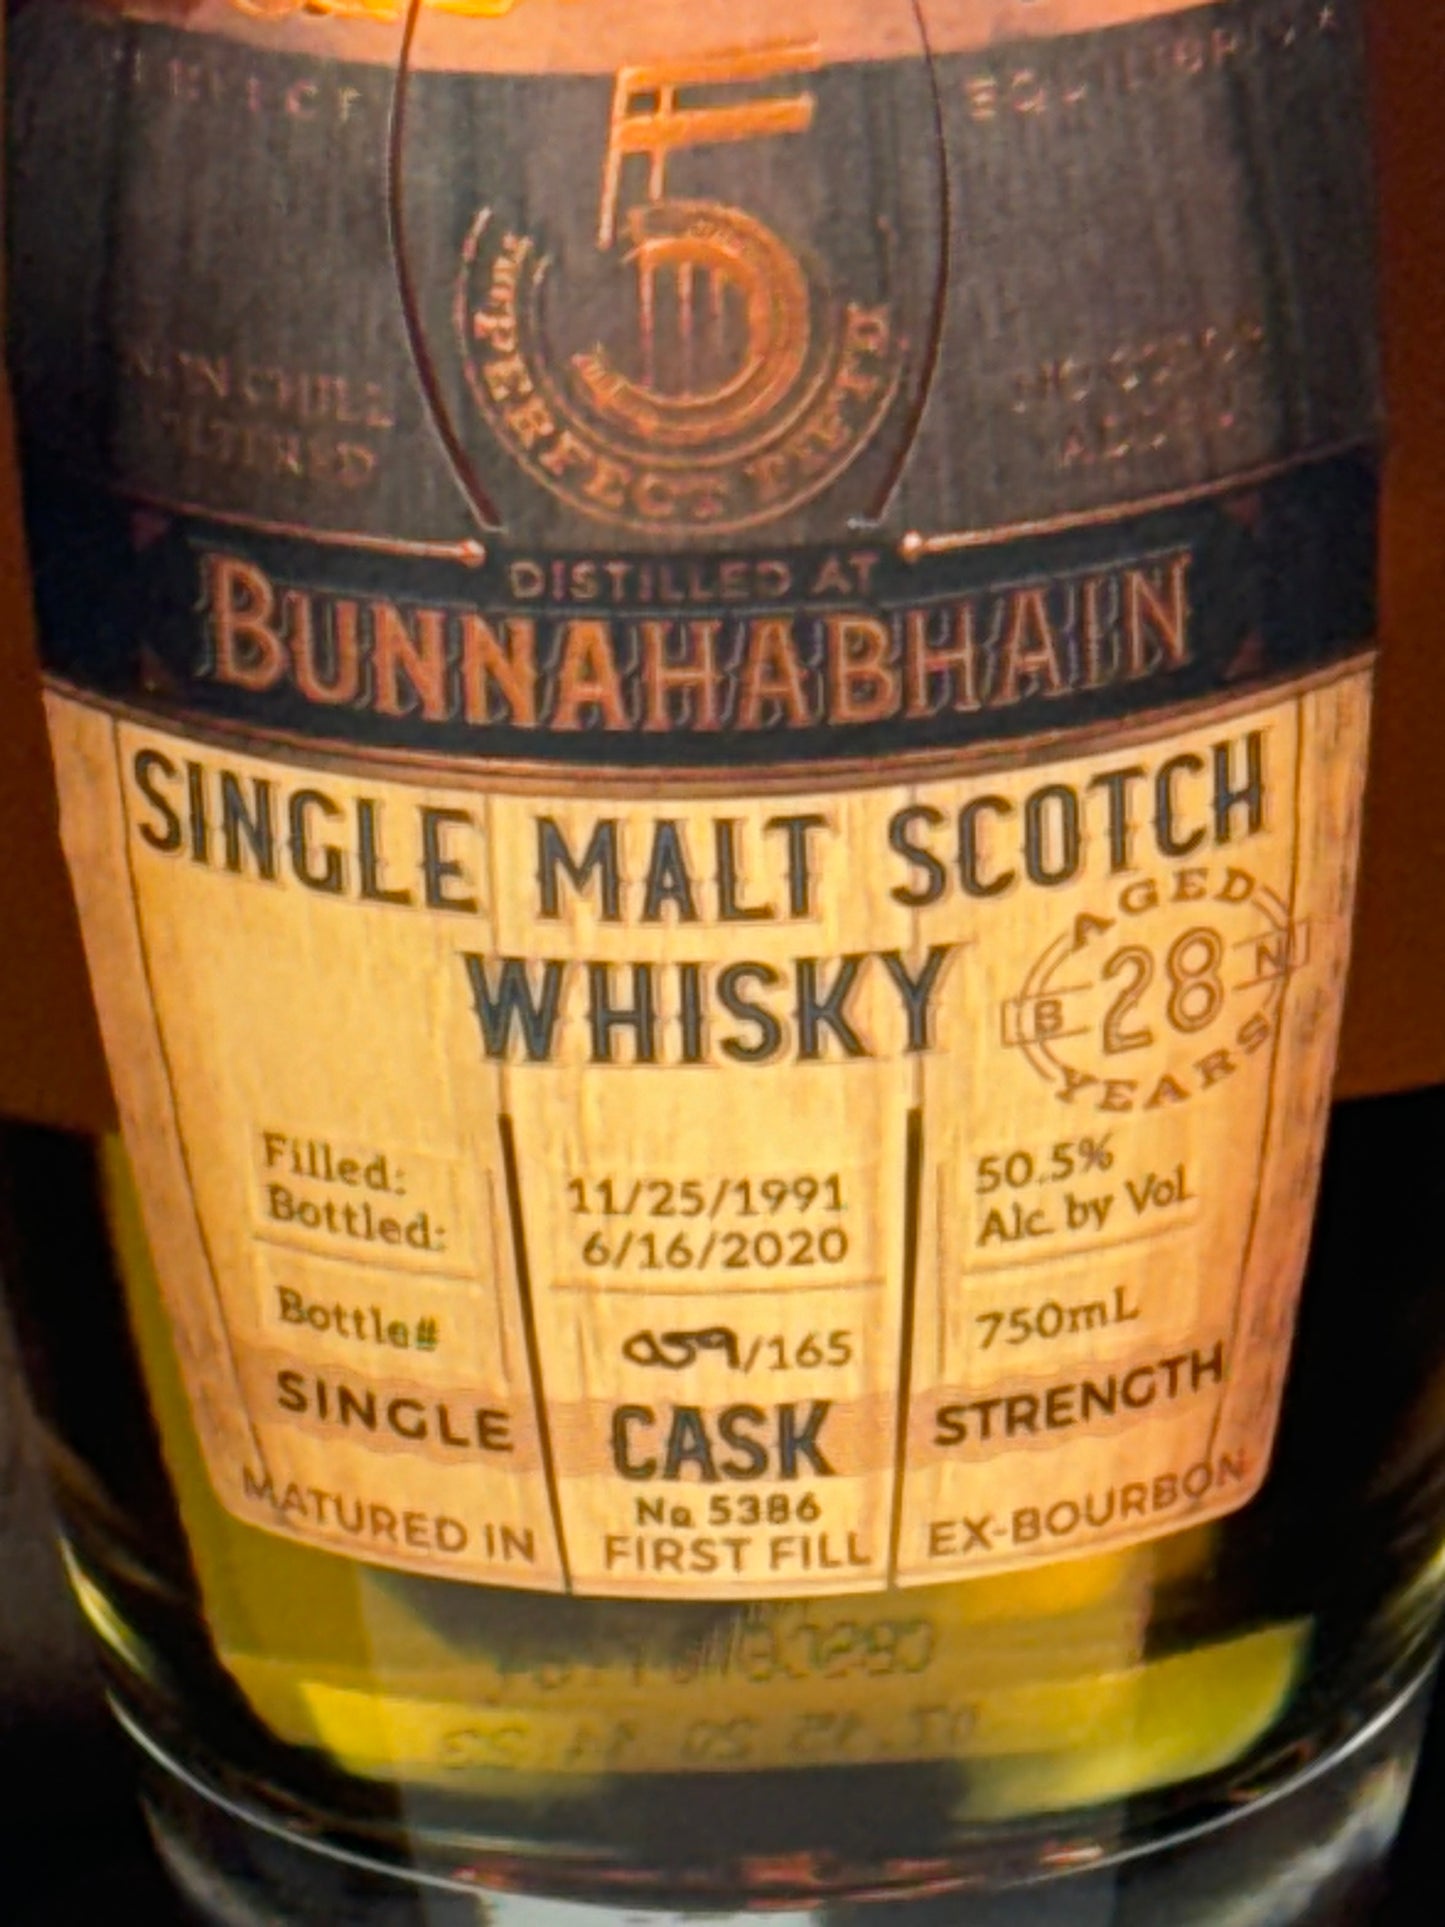 5
PERFECT FIFTH
NON CHILL
FILTERED
DISTILLED AT
BUNNAHABHAIN
SINGLE MALT SCOTCH
WHISKY
AGED
B 28 N
YEARS
Filled: 11/25/1991 50.5%
Bottled: 6/16/2020 Alc. by Vol.
Bottle# 059/165 750mL
SINGLE CASK STRENGTH
No 5386
MATURED IN FIRST FILL EX-BOURBON